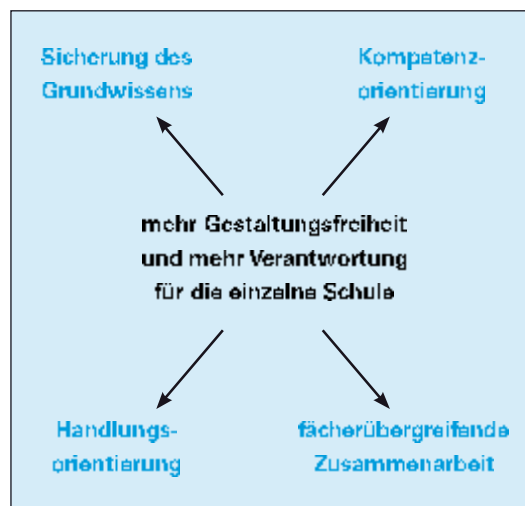 Sicherung des
Grundwissens
Kompetenz-
orientierung
mehr Gestaltungsfreiheit
und mehr Verantwortung
für die einzelne Schule
Handlungs-
orientierung
fächerübergreifende
Zusammenarbeit